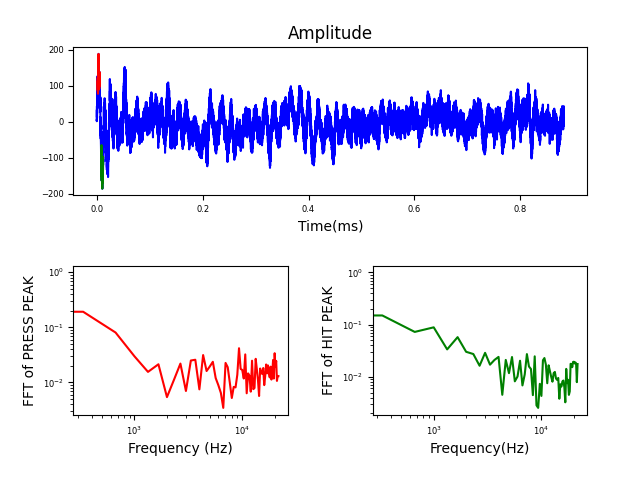 Amplitude
200
100
0
−100
−200
0.0 0.2 0.4 0.6 0.8
Time(ms)
FFT of PRESS PEAK
10⁰
10⁻¹
10⁻²
10³ 10⁴
Frequency (Hz)
FFT of HIT PEAK
10⁰
10⁻¹
10⁻²
10³ 10⁴
Frequency(Hz)